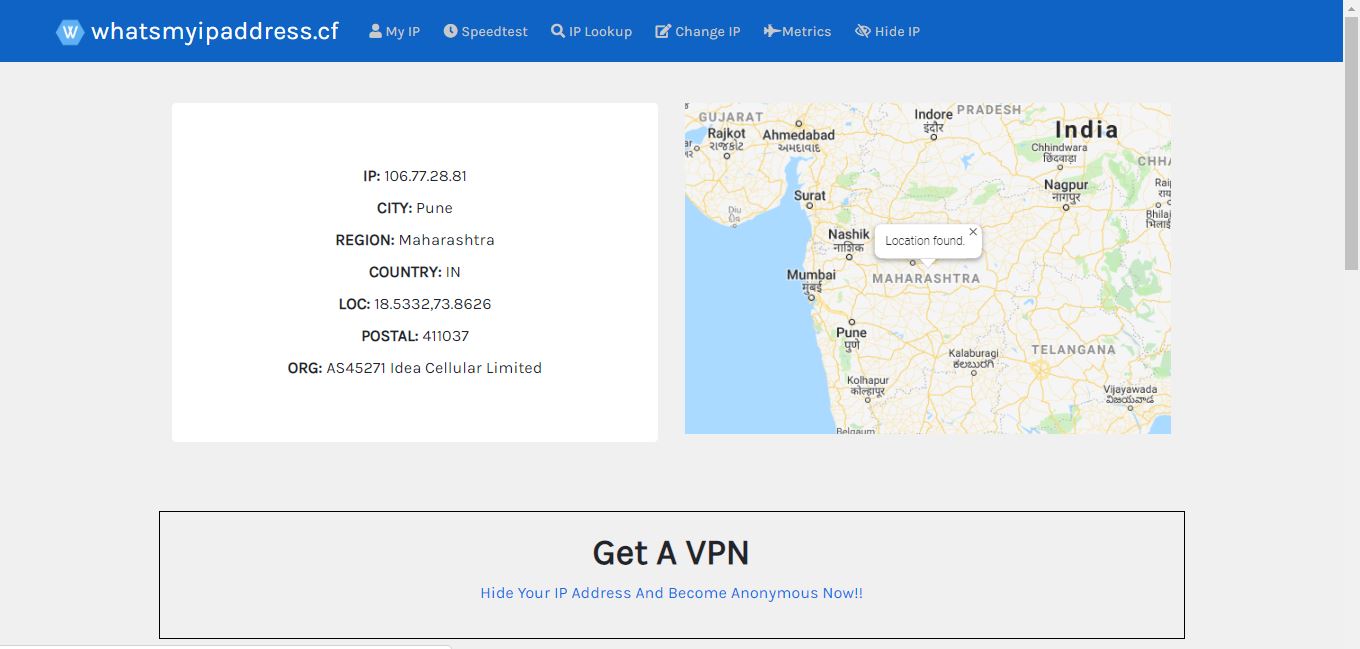 whatsmyipaddress.cf My IP Speedtest IP Lookup Change IP Metrics Hide IP
IP: 106.77.28.81
CITY: Pune
REGION: Maharashtra
COUNTRY: IN
LOC: 18.5332,73.8626
POSTAL: 411037
ORG: AS45271 Idea Cellular Limited
GUJARAT
Rajkot
રાજકોટ
Ahmedabad
અમદાવાદ
Indore
इंदौर
PRADESH
India
Chhindwara
छिंदवाड़ा
CHHA
Surat
Nagpur
नागपुर
Diu
દીવ
Bhilai
भिलाई
Nashik
नाशिक
Location found.
×
Mumbai
मुंबई
MAHARASHTRA
Pune
पुणे
Kalaburagi
ಕಲಬುರಗಿ
TELANGANA
Kolhapur
कोल्हापूर
Vijayawada
విజయవాడ
Belgaum
Get A VPN
Hide Your IP Address And Become Anonymous Now!!